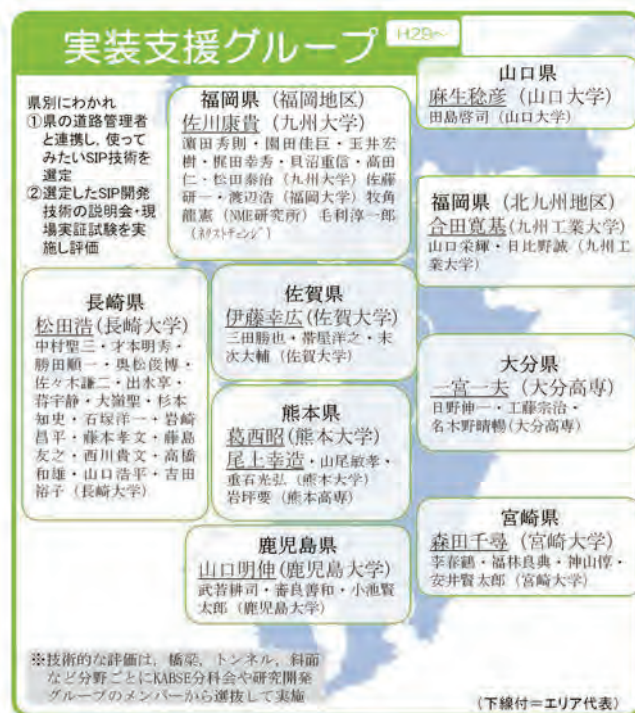 実装支援グループ H29~
県別にわかれ
①県の道路管理者
と連携し，使って
みたいSIP技術を
選定
②選定したSIP開発
技術の説明会・現
場実証試験を実
施し評価
福岡県（福岡地区）
佐川康貴（九州大学）
濵田秀則・園田佳巨・玉井宏
樹・梶田幸秀・貝沼重信・高田
仁・松田泰治（九州大学）佐藤
研一・渡辺浩（福岡大学）牧角
龍憲（NME研究所）毛利淳一郎
（ネクストチェンジ）
山口県
麻生稔彦（山口大学）
田島啓司（山口大学）
福岡県（北九州地区）
合田寛基（九州工業大学）
山口栄輝・日比野誠（九州工
業大学）
長崎県
松田浩（長崎大学）
中村聖三・才本明秀・
勝田順一・奥松俊博・
佐々木謙二・出水享・
蒋宇静・大嶺聖・杉本
知史・石塚洋一・岩崎
昌平・藤本孝文・藤島
友之・西川貴文・高橋
和雄・山口浩平・吉田
裕子（長崎大学）
佐賀県
伊藤幸広（佐賀大学）
三田勝也・帯屋洋之・末
次大輔（佐賀大学）
大分県
一宮一夫（大分高専）
日野伸一・工藤宗治・
名木野晴暢（大分高専）
熊本県
葛西昭（熊本大学）
尾上幸造・山尾敏孝・
重石光弘（熊本大学）
岩坪要（熊本高専）
宮崎県
森田千尋（宮崎大学）
李春鶴・福林良典・神山惇・
安井賢太郎（宮崎大学）
鹿児島県
山口明伸（鹿児島大学）
武若耕司・審良善和・小池賢
太郎（鹿児島大学）
※技術的な評価は，橋梁，トンネル，斜面
など分野ごとにKABSE分科会や研究開発
グループのメンバーから選抜して実施
（下線付＝エリア代表）